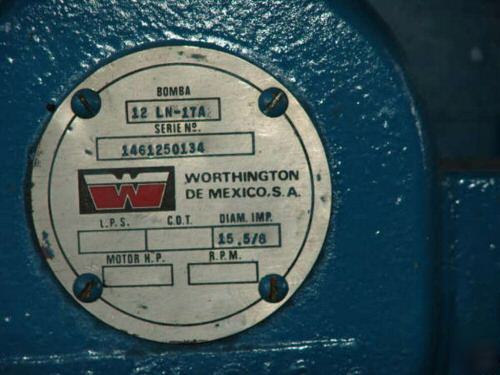 BOMBA
12 LN-17A
SERIE Nº.
1461250134
W
WORTHINGTON
DE MEXICO, S.A.
L.P.S. C.D.T. DIAM. IMP.
15,5/8
MOTOR H.P. R.P.M.